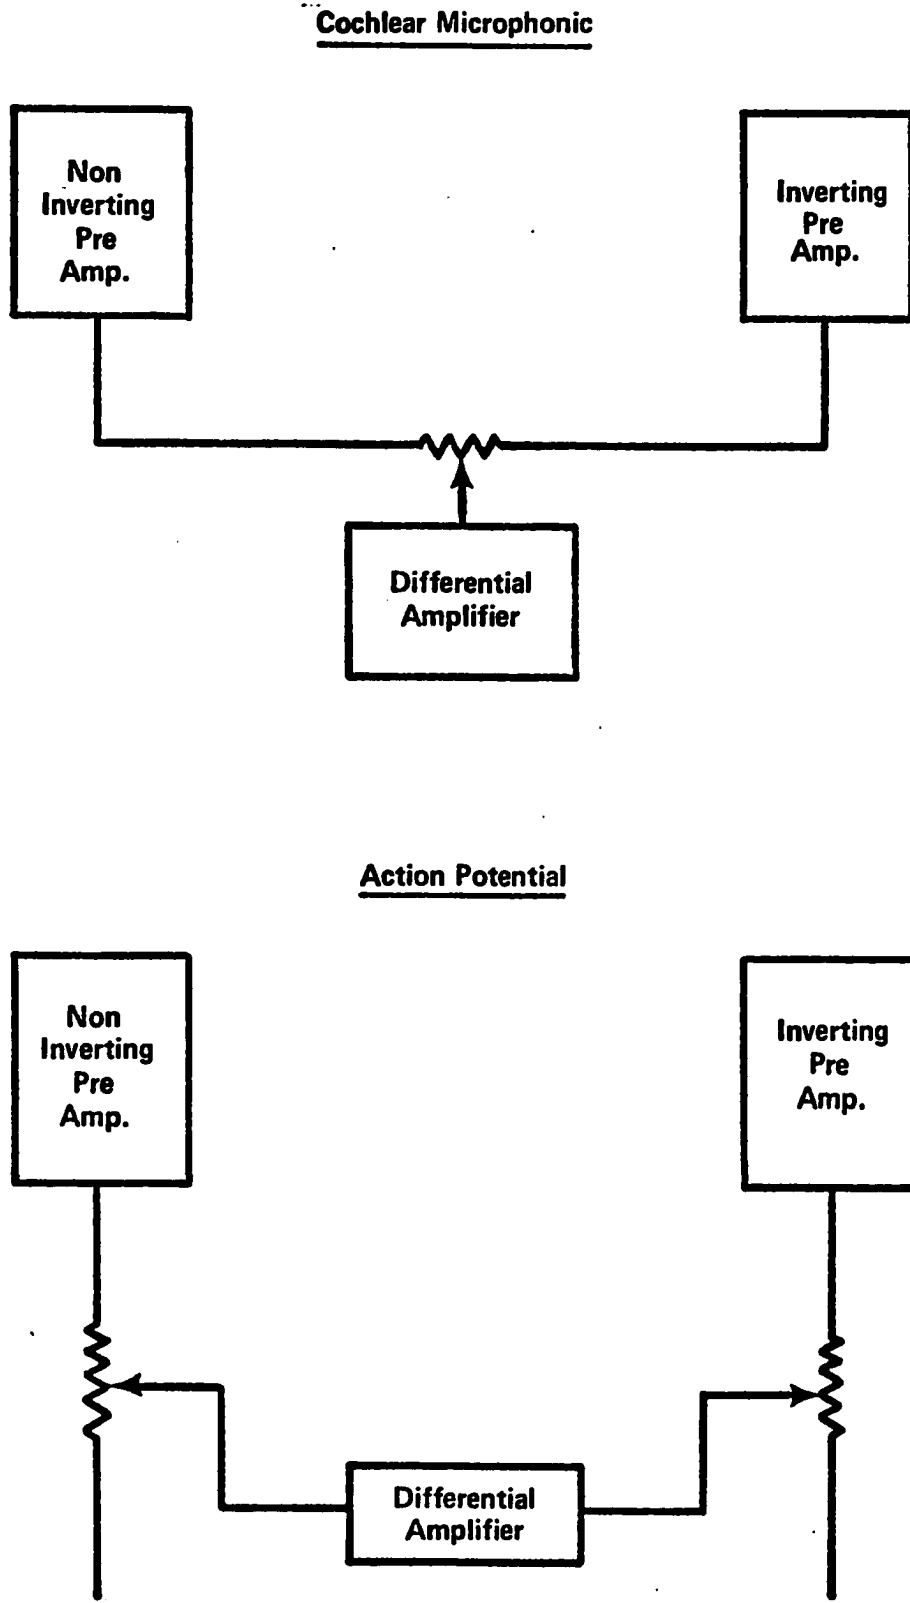 Cochlear Microphonic
Non
Inverting
Pre
Amp.
Inverting
Pre
Amp.
Differential
Amplifier
Action Potential
Non
Inverting
Pre
Amp.
Inverting
Pre
Amp.
Differential
Amplifier